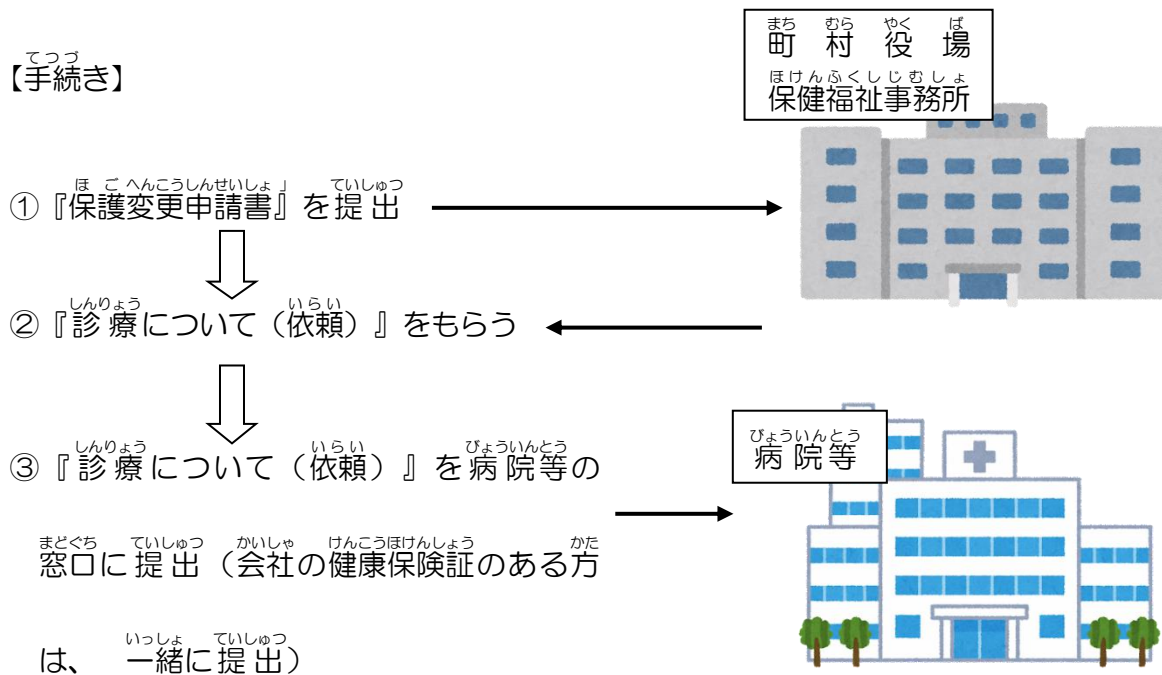 【手続き】
町村役場
保健福祉事務所
①『保護変更申請書』を提出
②『診療について（依頼）』をもらう
③『診療について（依頼）』を病院等の
窓口に提出（会社の健康保険証のある方
は、 一緒に提出）
病院等